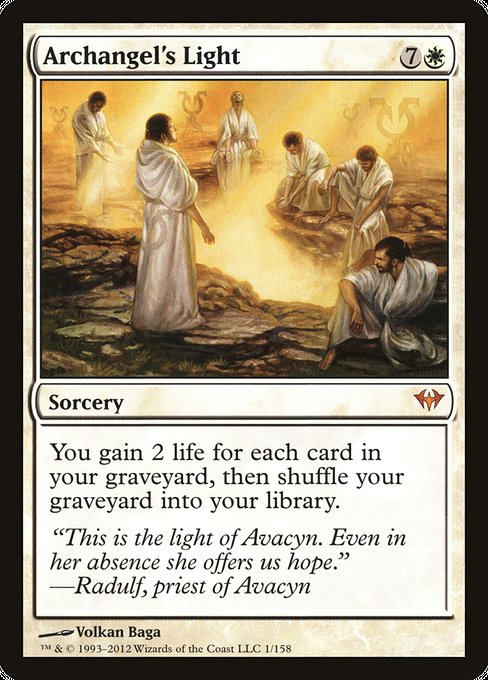 Archangel's Light 7
Sorcery
You gain 2 life for each card in
your graveyard, then shuffle your
graveyard into your library.
“This is the light of Avacyn. Even in
her absence she offers us hope.”
—Radulf, priest of Avacyn
Volkan Baga
™ & © 1993–2012 Wizards of the Coast LLC 1/158